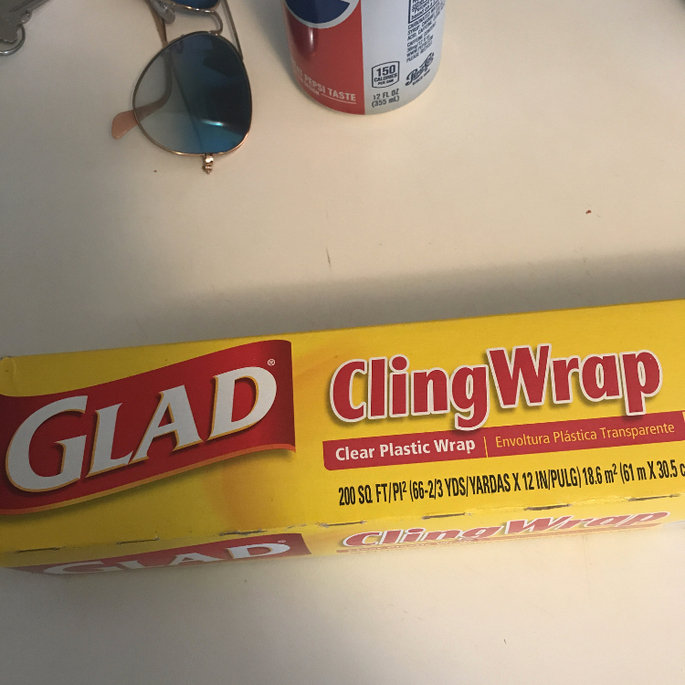 150
CALORIES
PEPSI TASTE
12 FL OZ
(355 mL)
GLAD®
ClingWrap
Clear Plastic Wrap | Envoltura Plástica Transparente
200 SQ FT/PI² (66-2/3 YDS/YARDAS X 12 IN/PULG) 18.6 m² (61 m X 30.5 c
GLAD
ClingWrap